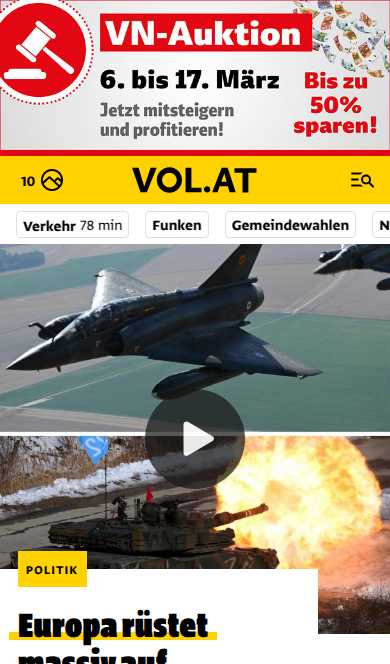 VN-Auktion
6. bis 17. März
Jetzt mitsteigern
und profitieren!
Bis zu
50%
sparen!
10
VOL.AT
Verkehr 78 min
Funken
Gemeindewahlen
N
POLITIK
Europa rüstet
massiv auf